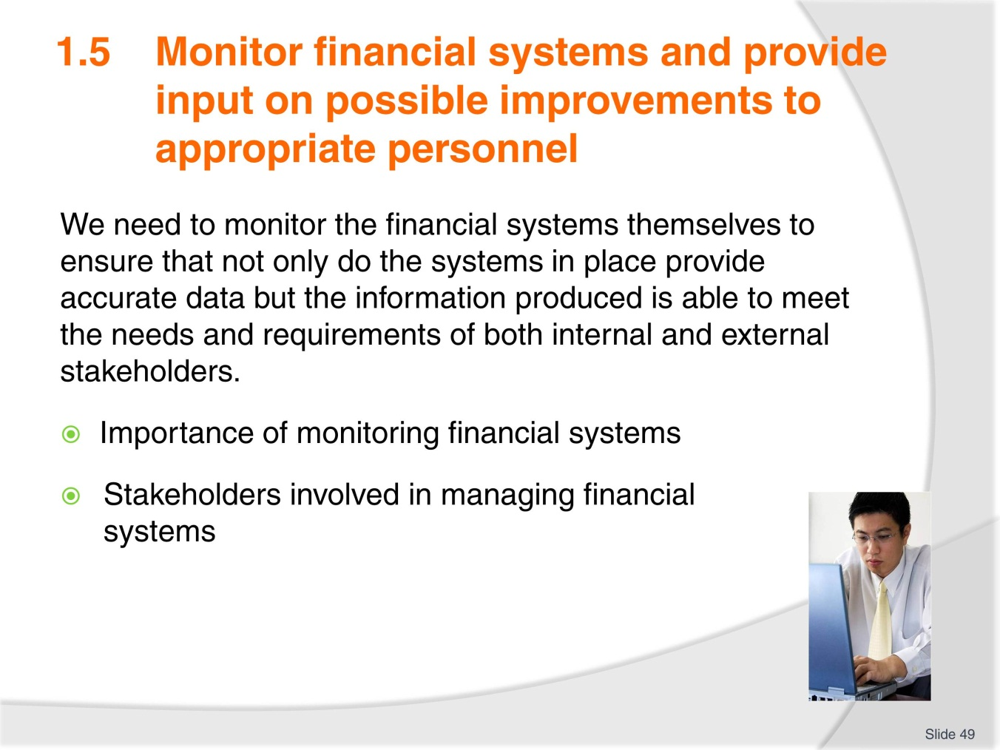 1.5 Monitor financial systems and provide
input on possible improvements to
appropriate personnel
We need to monitor the financial systems themselves to
ensure that not only do the systems in place provide
accurate data but the information produced is able to meet
the needs and requirements of both internal and external
stakeholders.
Importance of monitoring financial systems
Stakeholders involved in managing financial
systems
Slide 49